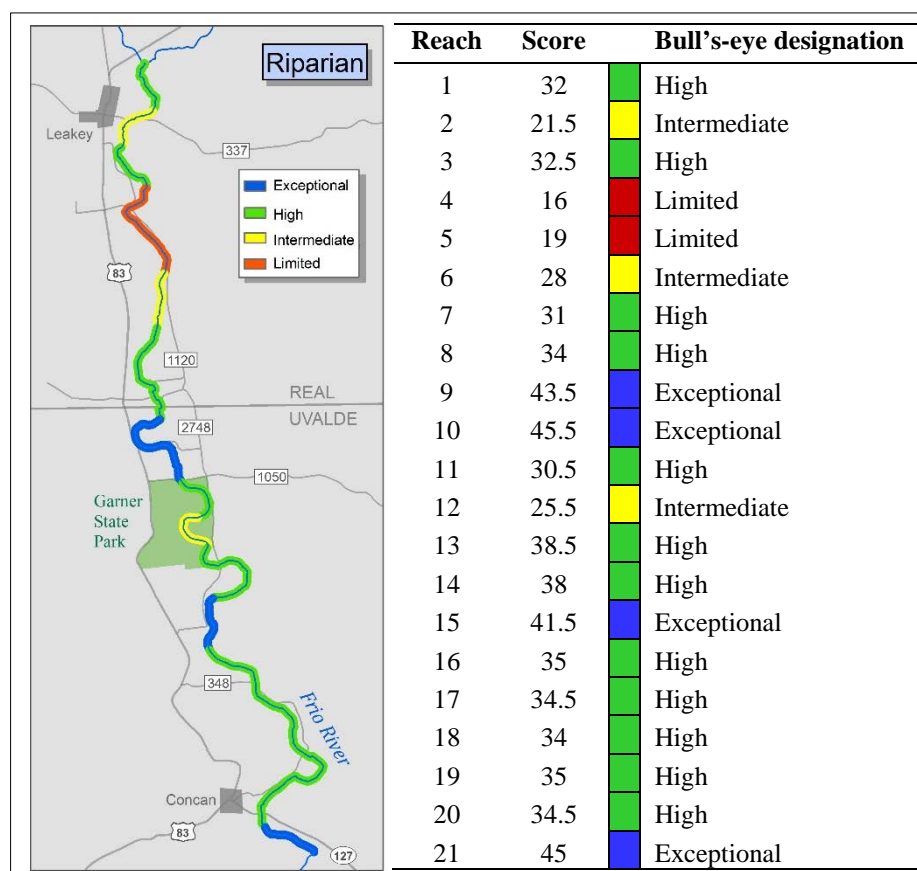 Riparian
Leakey
337
Exceptional
High
Intermediate
Limited
83
1120
REAL
UVALDE
2748
1050
Garner
State
Park
348
Frio River
Concan
83
127
Reach Score Bull's-eye designation
1 32 High
2 21.5 Intermediate
3 32.5 High
4 16 Limited
5 19 Limited
6 28 Intermediate
7 31 High
8 34 High
9 43.5 Exceptional
10 45.5 Exceptional
11 30.5 High
12 25.5 Intermediate
13 38.5 High
14 38 High
15 41.5 Exceptional
16 35 High
17 34.5 High
18 34 High
19 35 High
20 34.5 High
21 45 Exceptional